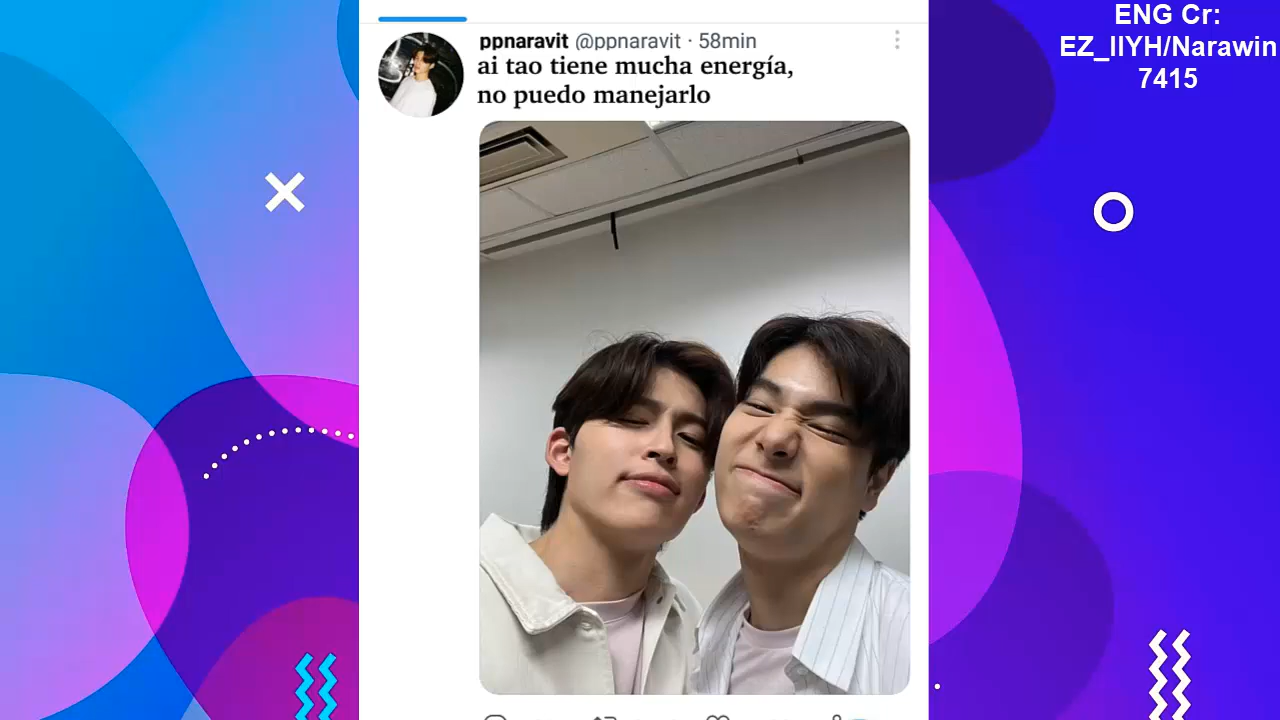 ENG Cr:
EZ_IIYH/Narawin
7415
ppnaravit @ppnaravit · 58min
ai tao tiene mucha energía,
no puedo manejarlo